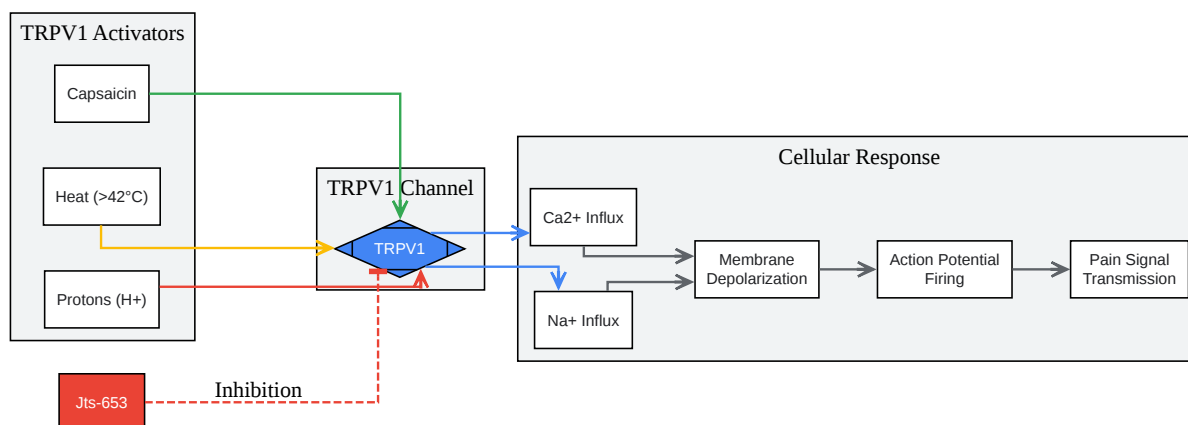 TRPV1 Activators
Capsaicin
Heat (>42°C)
Protons (H+)
Jts-653
Inhibition
TRPV1 Channel
TRPV1
Cellular Response
Ca2+ Influx
Na+ Influx
Membrane
Depolarization
Action Potential
Firing
Pain Signal
Transmission